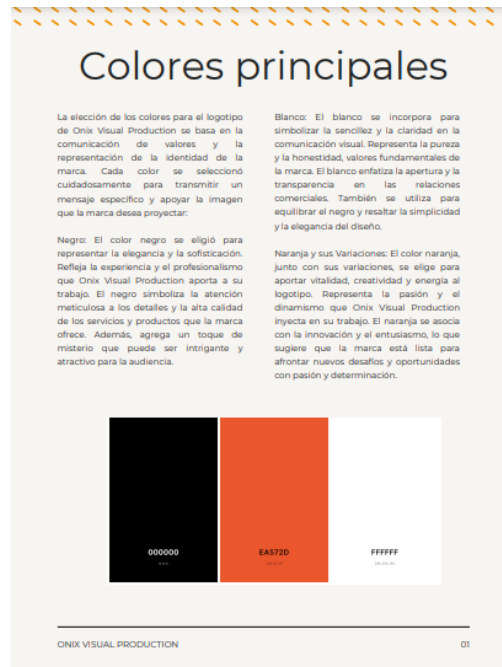 Colores principales
La elección de los colores para el logotipo
de Onix Visual Production se basa en la
comunicación de valores y la
representación de la identidad de la
marca. Cada color se seleccionó
cuidadosamente para transmitir un
mensaje específico y apoyar la imagen
que la marca desea proyectar:
Negro: El color negro se eligió para
representar la elegancia y la sofisticación.
Refleja la experiencia y el profesionalismo
que Onix Visual Production aporta a su
trabajo. El negro simboliza la atención
meticulosa a los detalles y la alta calidad
de los servicios y productos que la marca
ofrece. Además, agrega un toque de
misterio que puede ser intrigante y
atractivo para la audiencia.
Blanco: El blanco se incorpora para
simbolizar la sencillez y la claridad en la
comunicación visual. Representa la pureza
y la honestidad, valores fundamentales de
la marca. El blanco enfatiza la apertura y la
transparencia en las relaciones
comerciales. También se utiliza para
equilibrar el negro y resaltar la simplicidad
y la elegancia del diseño.
Naranja y sus Variaciones: El color naranja,
junto con sus variaciones, se elige para
aportar vitalidad, creatividad y energía al
logotipo. Representa la pasión y el
dinamismo que Onix Visual Production
inyecta en su trabajo. El naranja se asocia
con la innovación y el entusiasmo, lo que
sugiere que la marca está lista para
afrontar nuevos desafíos y oportunidades
con pasión y determinación.
000000
EA572D
FFFFFF
ONIX VISUAL PRODUCTION
01